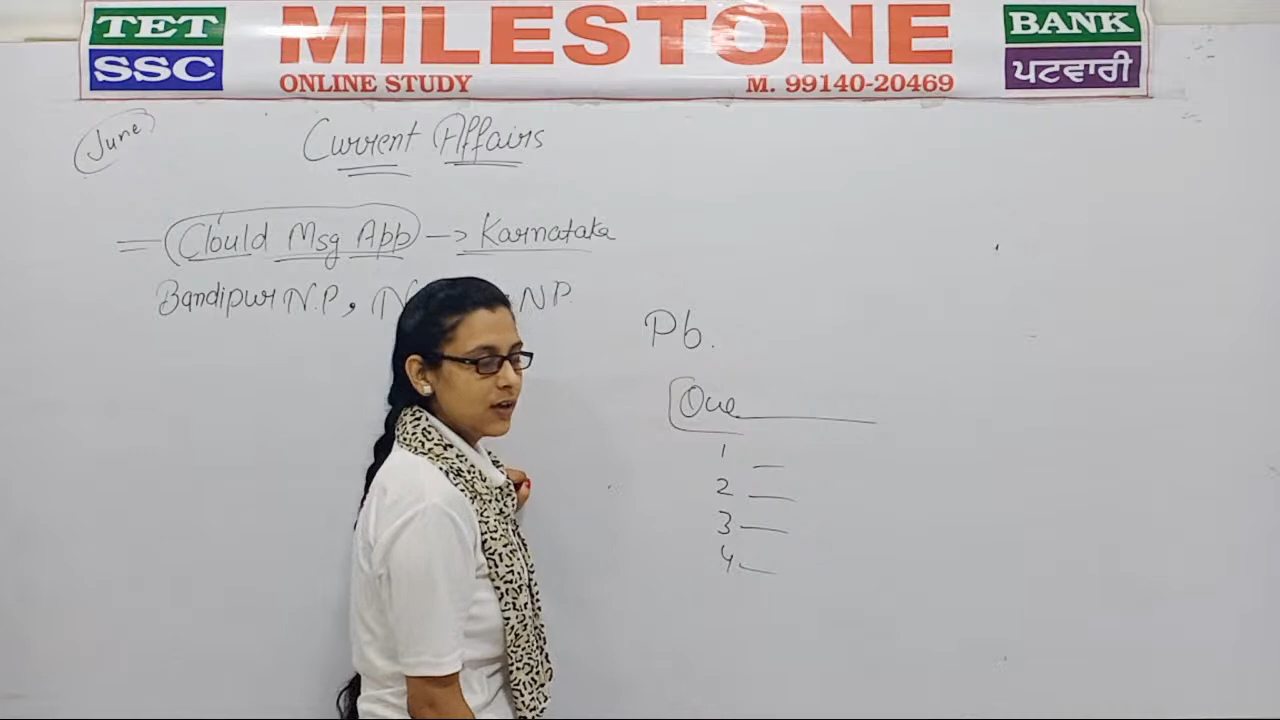 TET
SSC
MiLESTONE
ONLINE STUDY
M. 99140-20469
BANK
ਪਟਵਾਰੀ
June
Current Affairs
= Clould Msg App → Karnataka
Bandipur N.P., N NP.
Pb.
Que
1
2
3
4